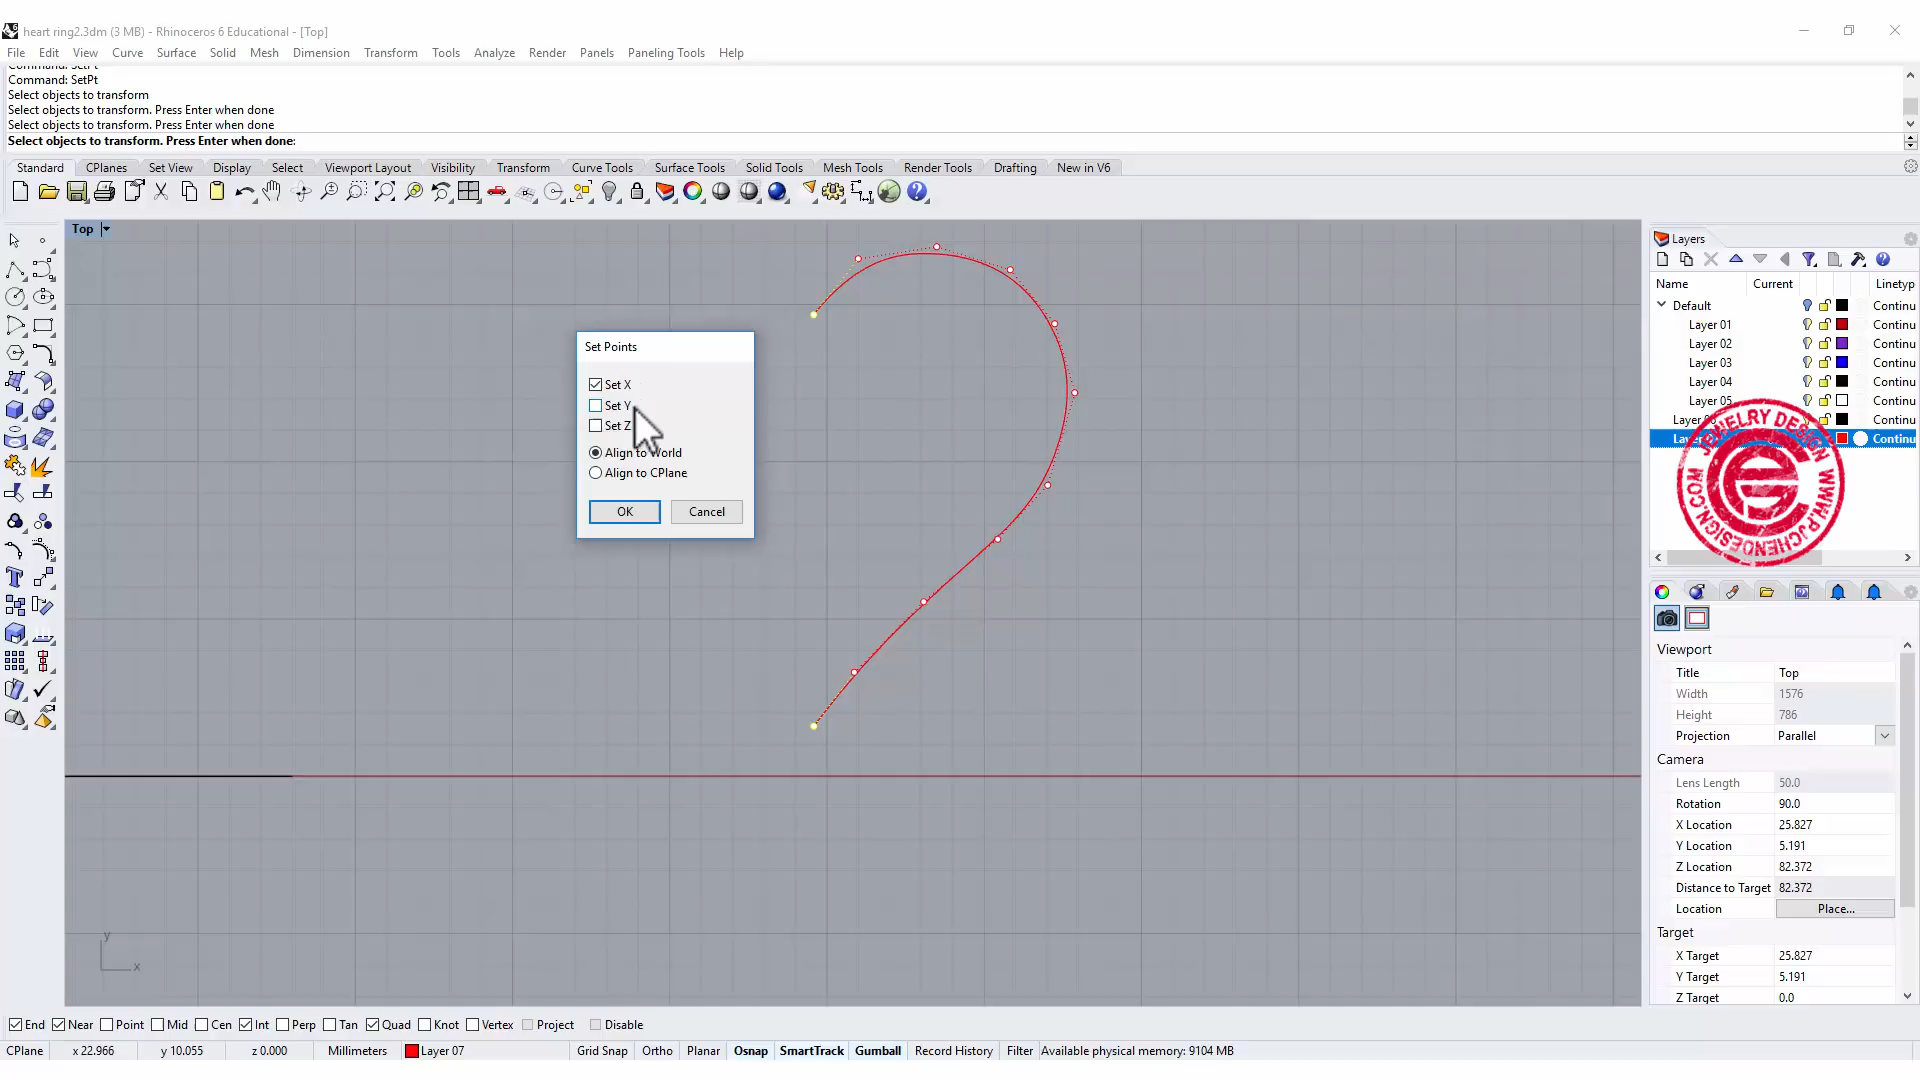 heart ring2.3dm (3 MB) - Rhinoceros 6 Educational - [Top]
File Edit View Curve Surface Solid Mesh Dimension Transform Tools Analyze Render Panels Paneling Tools Help
Command: SetPt
Command: SetPt
Select objects to transform
Select objects to transform. Press Enter when done
Select objects to transform. Press Enter when done
Select objects to transform. Press Enter when done:
Standard CPlanes Set View Display Select Viewport Layout Visibility Transform Curve Tools Surface Tools Solid Tools Mesh Tools Render Tools Drafting New in V6
Top
Set Points
Set X
Set Y
Set Z
Align to World
Align to CPlane
OK Cancel
y
x
Layers
Name Current Linetyp
Default Continu
Layer 01 Continu
Layer 02 Continu
Layer 03 Continu
Layer 04 Continu
Layer 05 Continu
Continu
Continu
JEWELRY DESIGN
WWW.PJCHENDESIGN.COM
Viewport
Title Top
Width 1576
Height 786
Projection Parallel
Camera
Lens Length 50.0
Rotation 90.0
X Location 25.827
Y Location 5.191
Z Location 82.372
Distance to Target 82.372
Location Place...
Target
X Target 25.827
Y Target 5.191
Z Target 0.0
End Near Point Mid Cen Int Perp Tan Quad Knot Vertex Project Disable
CPlane x 22.966 y 10.055 z 0.000 Millimeters Layer 07 Grid Snap Ortho Planar Osnap SmartTrack Gumball Record History Filter Available physical memory: 9104 MB